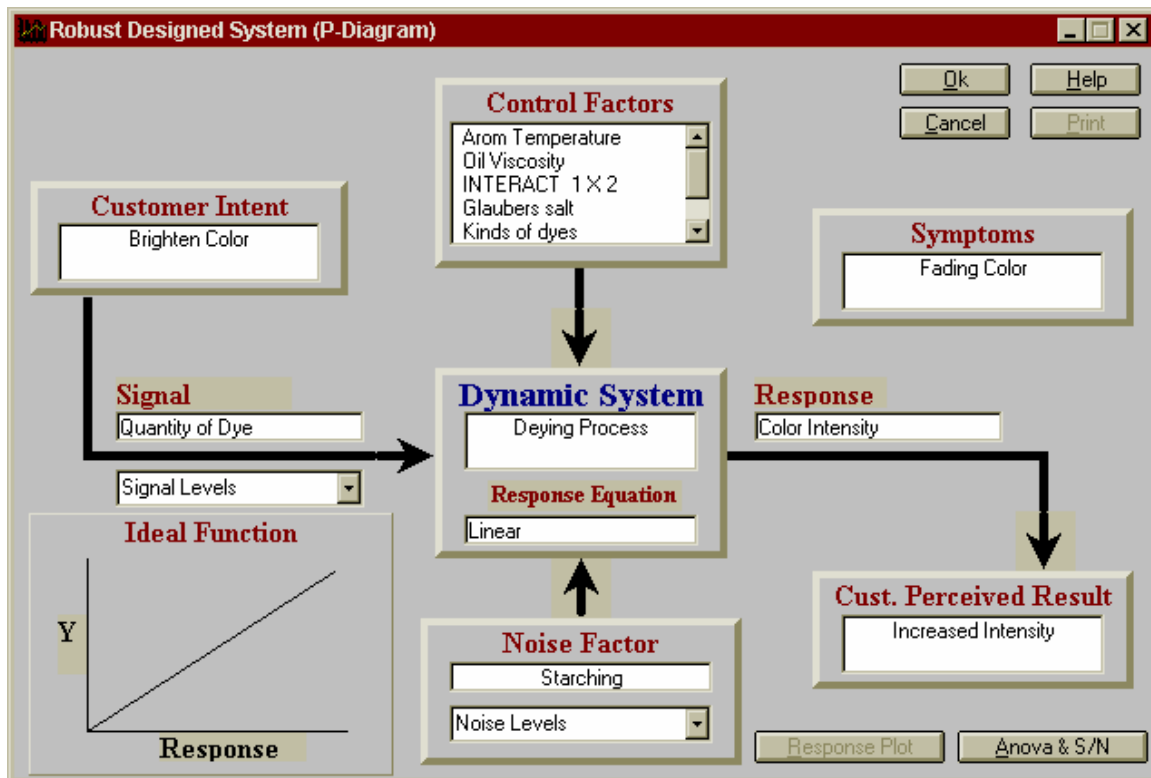 Robust Designed System (P-Diagram)
Ok
Help
Cancel
Print
Control Factors
Arom Temperature
Oil Viscosity
INTERACT 1 X 2
Glaubers salt
Kinds of dyes
Customer Intent
Brighten Color
Symptoms
Fading Color
Signal
Quantity of Dye
Signal Levels
Dynamic System
Deying Process
Response Equation
Linear
Response
Color Intensity
Ideal Function
Y
Response
Noise Factor
Starching
Noise Levels
Cust. Perceived Result
Increased Intensity
Response Plot
Anova & S/N